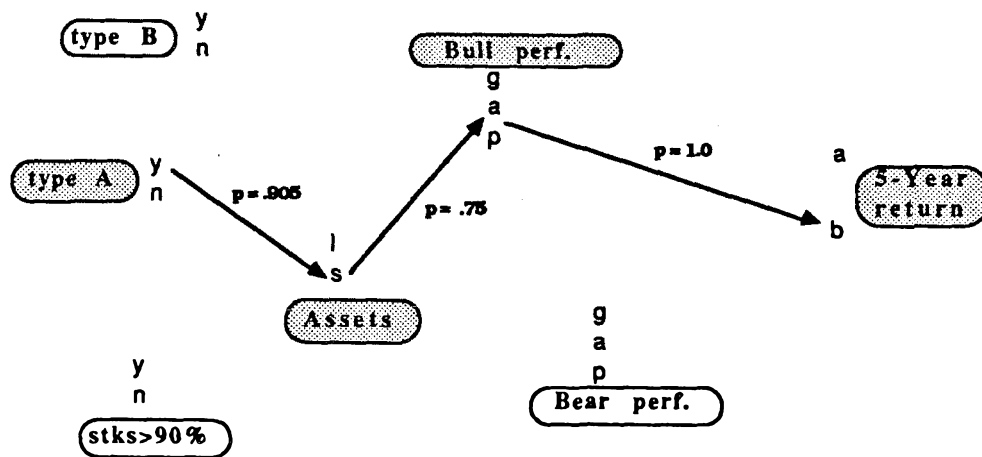 type B
y
n
Bull perf.
g
a
p
type A
y
n
p = .905
p = .75
p = 1.0
a
5-Year
return
b
l
s
Assets
g
a
p
Bear perf.
y
n
stks>90%